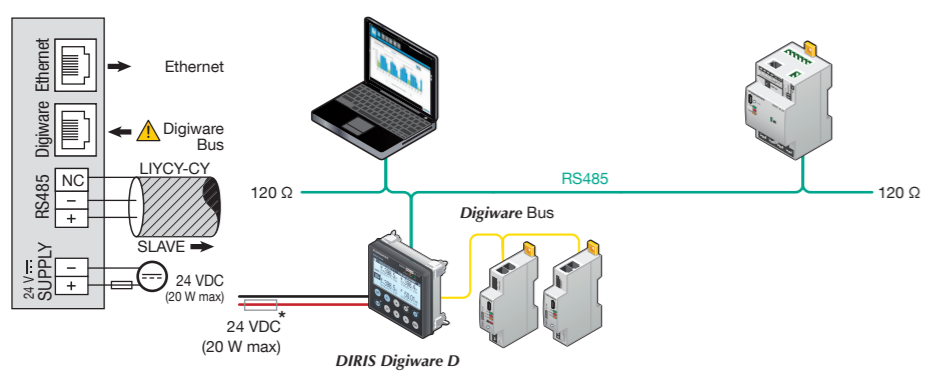 Ethernet
Ethernet
Digiware
Digiware
Bus
RS485
NC
–
+
LIYCY-CY
SLAVE
24 V
SUPPLY
–
+
24 VDC
(20 W max)
120 Ω
RS485
120 Ω
Digiware Bus
*
24 VDC
(20 W max)
DIRIS Digiware D